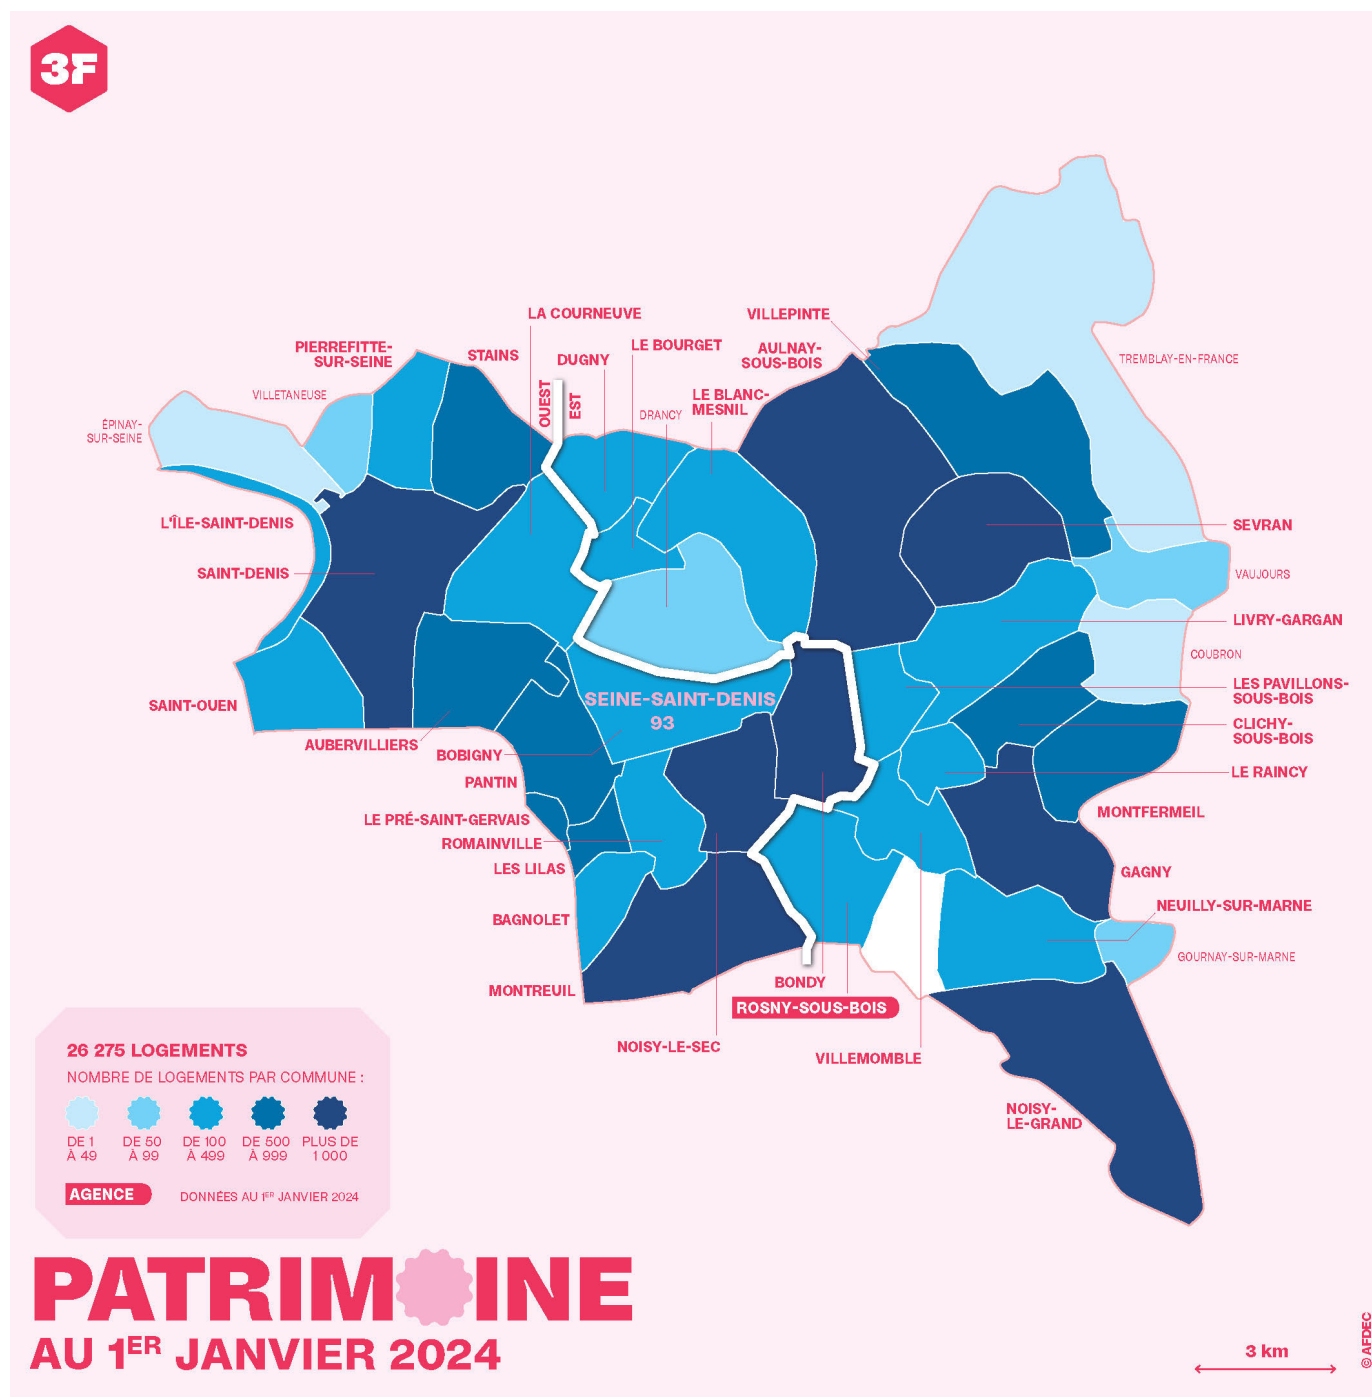 3F
LA COURNEUVE
VILLEPINTE
PIERREFITTE-
SUR-SEINE
STAINS
DUGNY
LE BOURGET
AULNAY-
SOUS-BOIS
TREMBLAY-EN-FRANCE
VILLETANEUSE
OUEST
EST
DRANCY
LE BLANC-
MESNIL
ÉPINAY-
SUR-SEINE
L'ÎLE-SAINT-DENIS
SEVRAN
SAINT-DENIS
VAUJOURS
LIVRY-GARGAN
COUBRON
SAINT-OUEN
SEINE-SAINT-DENIS
93
LES PAVILLONS-
SOUS-BOIS
CLICHY-
SOUS-BOIS
AUBERVILLIERS
BOBIGNY
LE RAINCY
PANTIN
MONTFERMEIL
LE PRÉ-SAINT-GERVAIS
ROMAINVILLE
LES LILAS
GAGNY
BAGNOLET
NEUILLY-SUR-MARNE
GOURNAY-SUR-MARNE
MONTREUIL
BONDY
ROSNY-SOUS-BOIS
NOISY-LE-SEC
VILLEMOMBLE
NOISY-
LE-GRAND
26 275 LOGEMENTS
NOMBRE DE LOGEMENTS PAR COMMUNE :
DE 1
À 49
DE 50
À 99
DE 100
À 499
DE 500
À 999
PLUS DE
1 000
AGENCE
DONNÉES AU 1ER JANVIER 2024
PATRIMOINE
AU 1ER JANVIER 2024
3 km
© AFDEC